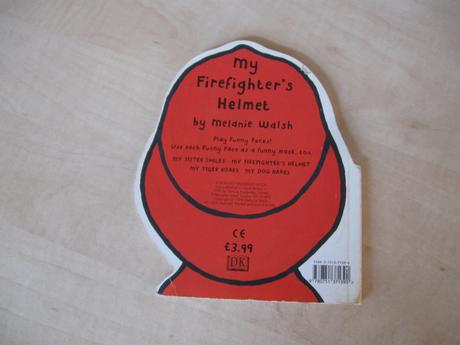 My
Firefighter's
Helmet
by Melanie Walsh
Play Funny Faces!
Use each Funny Face as a funny mask, too.
MY SISTER SMILES MY FIREFIGHTER'S HELMET
MY TIGER ROARS MY DOG BARKS
CE
£3.99
DK